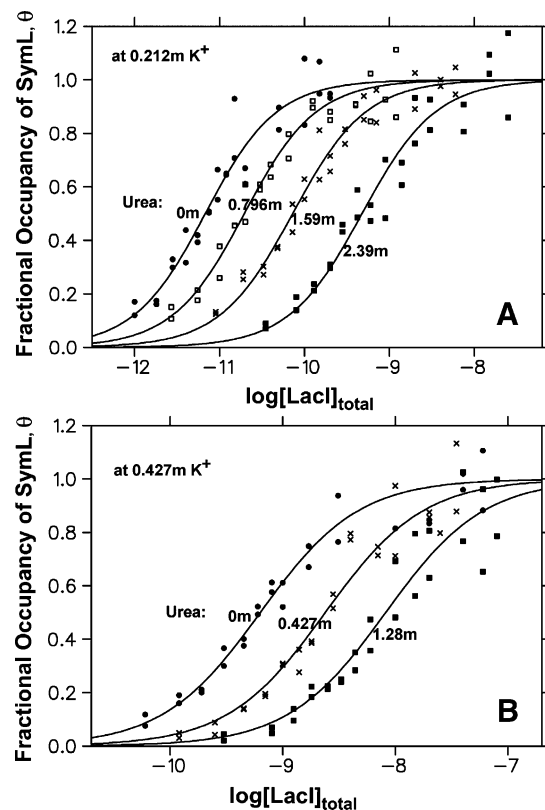 1.2
at 0.212m K+
1.0
0.8
0.6
Urea:
0m
0.796m
1.59m
0.4
2.39m
0.2
A
0.0
Fractional Occupancy of SymL, θ
−12 −11 −10 −9 −8 −7
log[LacI]total
1.2
at 0.427m K+
1.0
0.8
0.6
Urea:
0m
0.427m
0.4
1.28m
0.2
B
0.0
Fractional Occupancy of SymL, θ
−10 −9 −8 −7
log[LacI]total